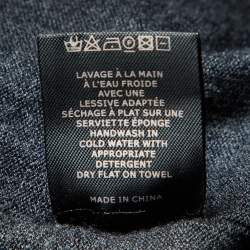 LAVAGE À LA MAIN
À L'EAU FROIDE
AVEC UNE
LESSIVE ADAPTÉE
SÉCHAGE À PLAT SUR UNE
SERVIETTE ÉPONGE
HANDWASH IN
COLD WATER WITH
APPROPRIATE
DETERGENT
DRY FLAT ON TOWEL
MADE IN CHINA